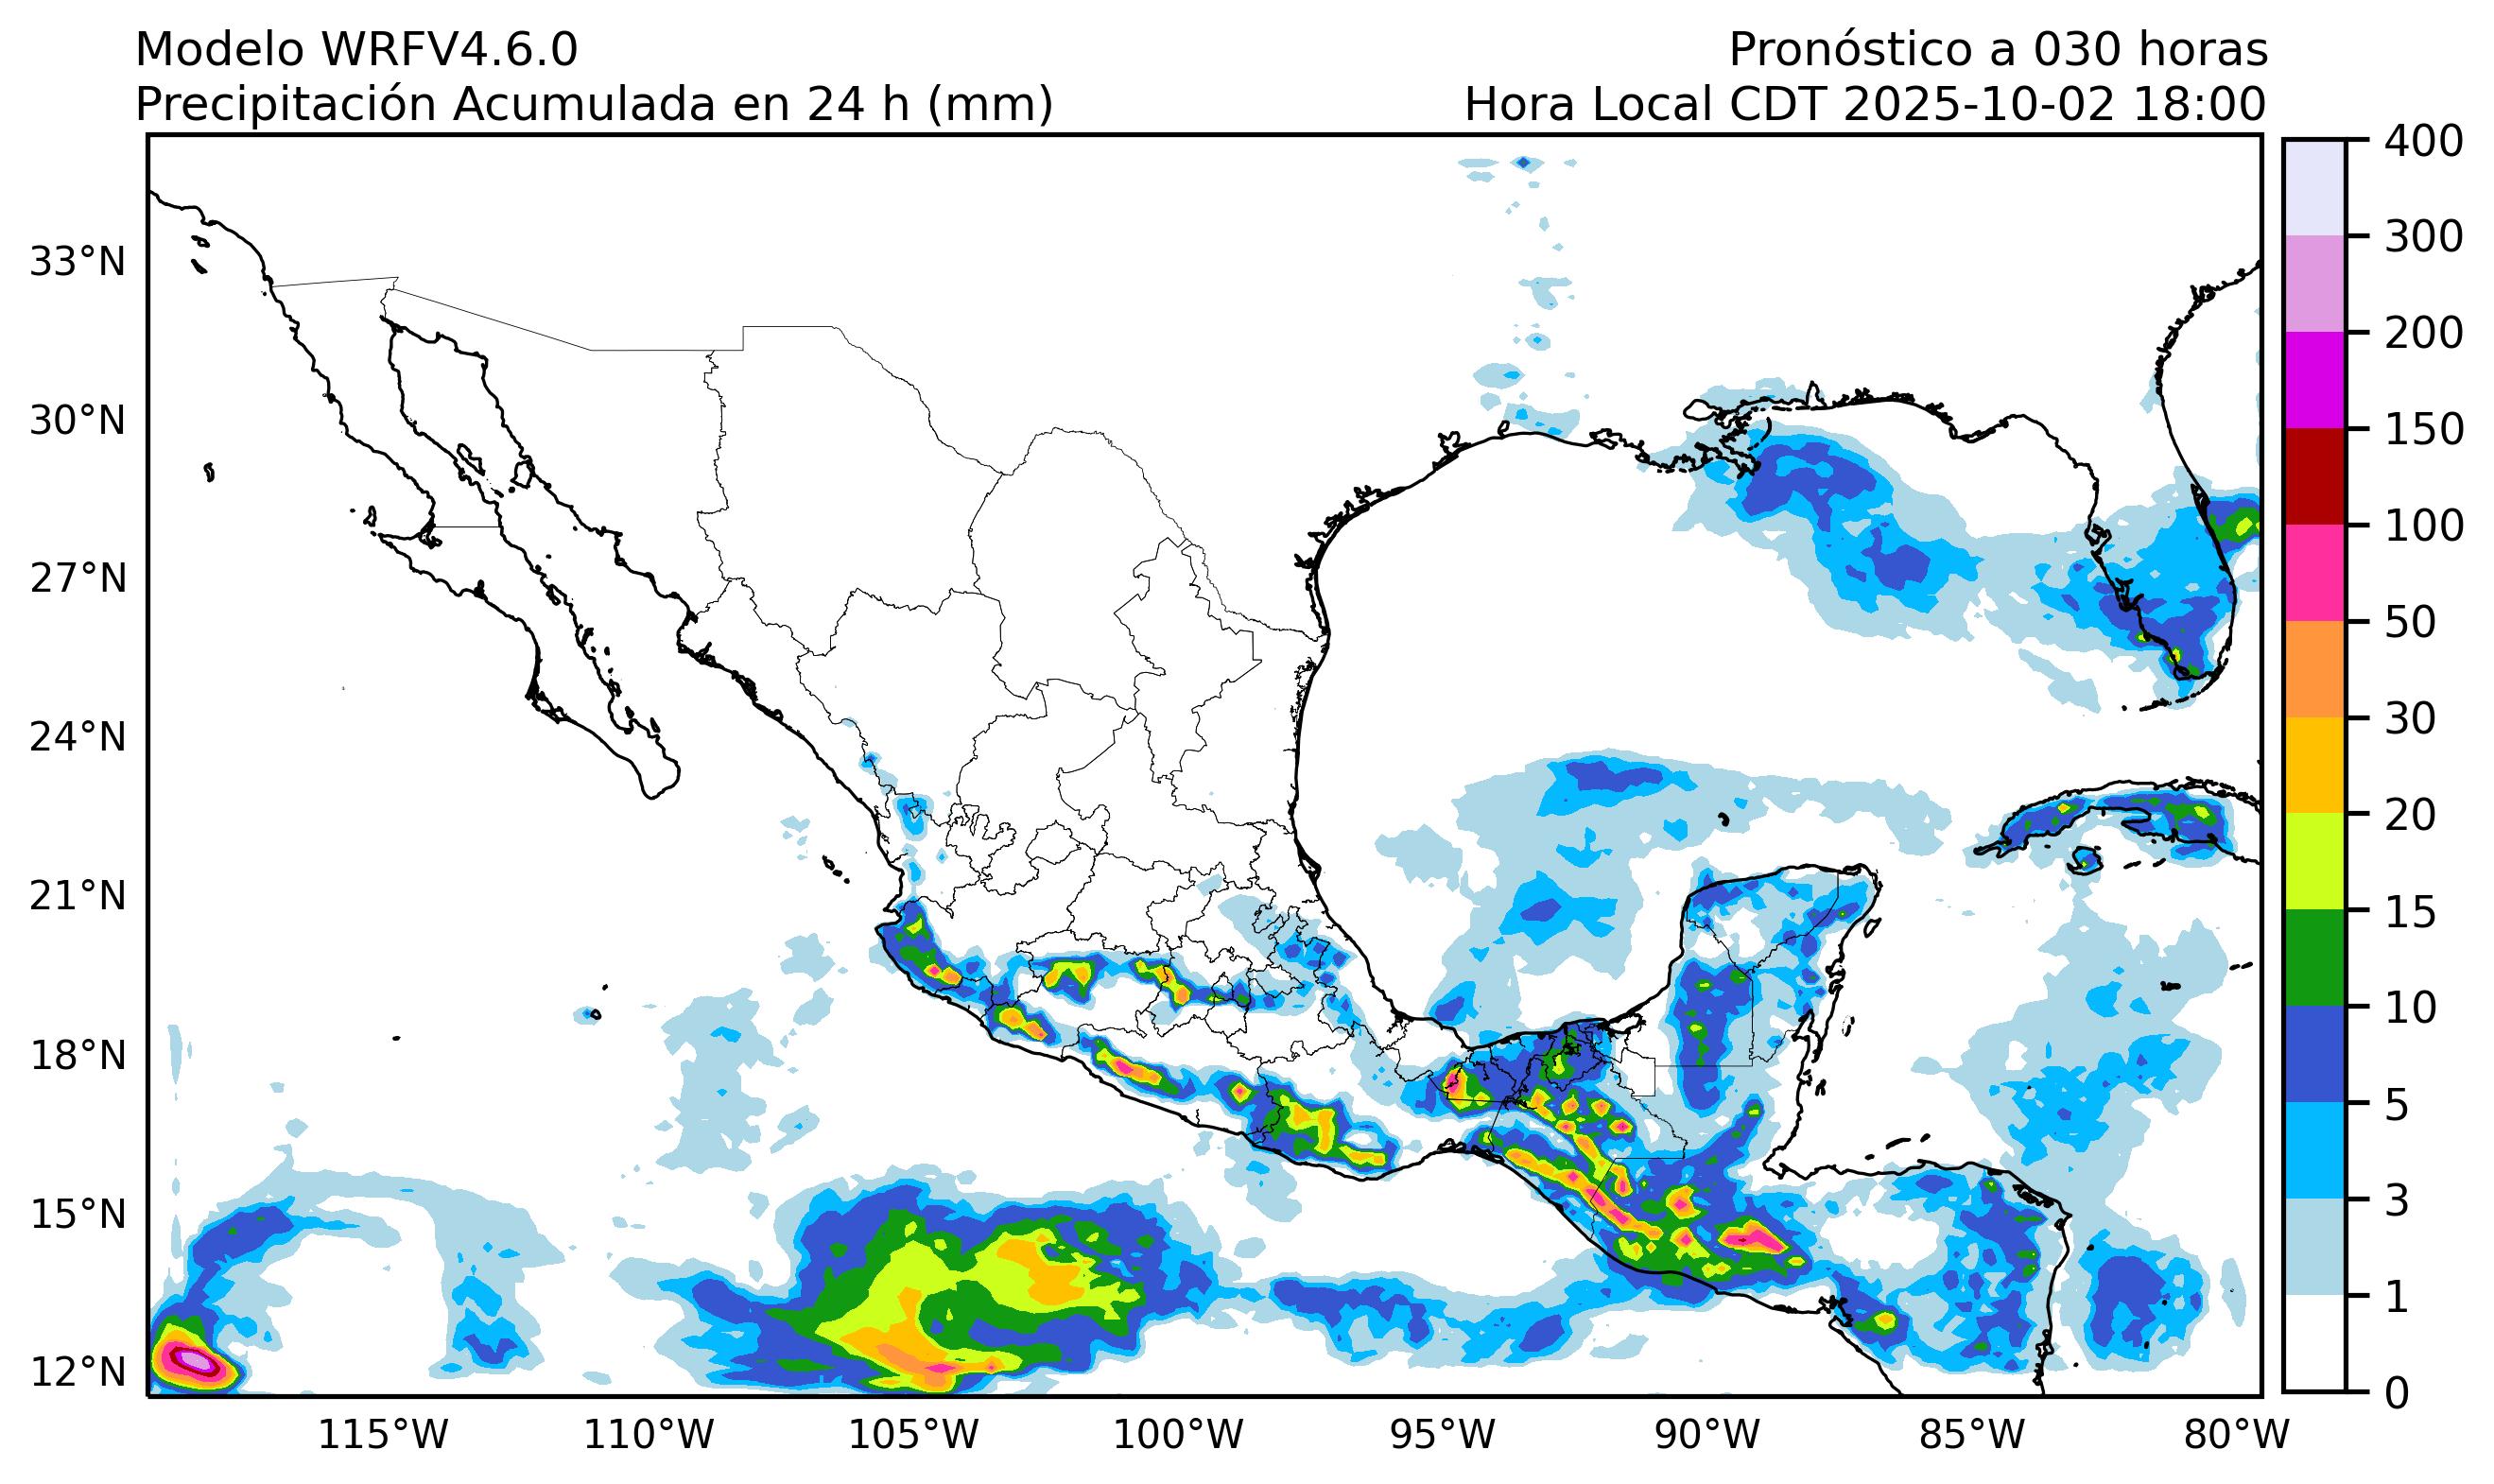 Modelo WRFV4.6.0
Pronóstico a 030 horas
Precipitación Acumulada en 24 h (mm)
Hora Local CDT 2025-10-02 18:00
33°N
30°N
27°N
24°N
21°N
18°N
15°N
12°N
115°W
110°W
105°W
100°W
95°W
90°W
85°W
80°W
400
300
200
150
100
50
30
20
15
10
5
3
1
0